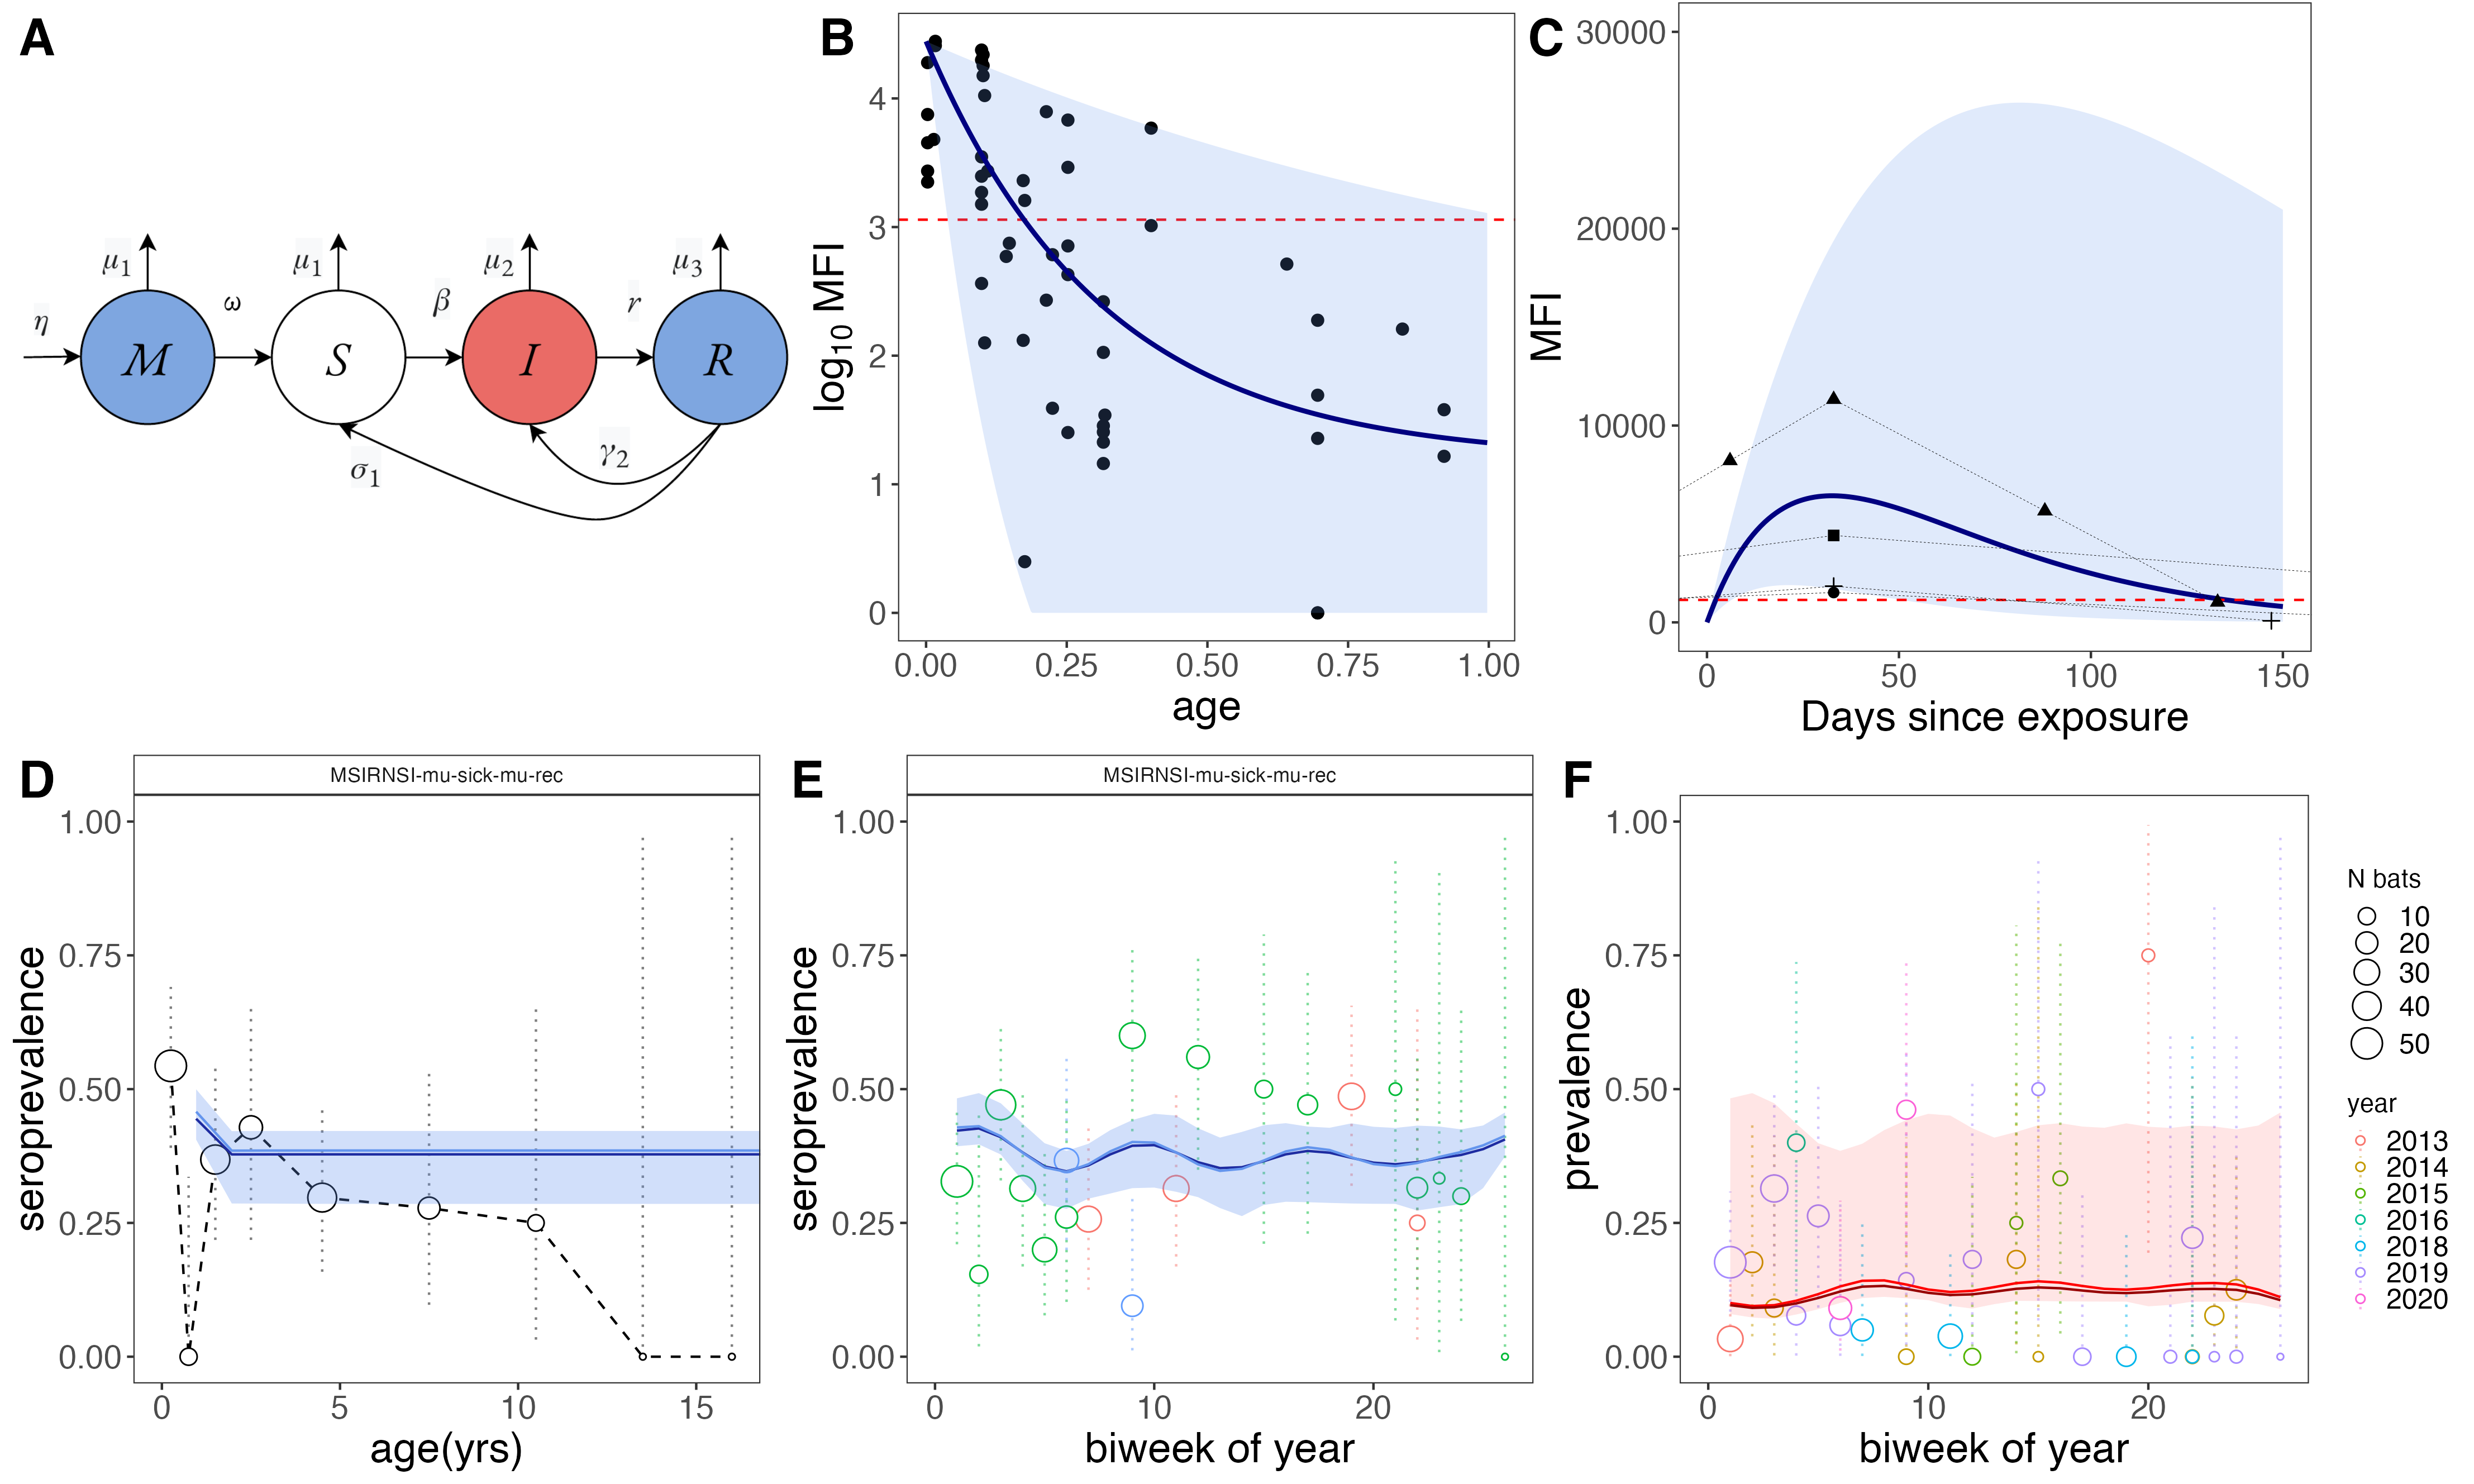 A
η
μ1
ω
μ1
β
μ2
r
μ3
M
S
I
R
σ1
γ2
B
log10 MFI
4
3
2
1
0
0.00 0.25 0.50 0.75 1.00
age
C
MFI
30000
20000
10000
0
0 50 100 150
Days since exposure
D
MSIRNSI-mu-sick-mu-rec
seroprevalence
1.00
0.75
0.50
0.25
0.00
0 5 10 15
age(yrs)
E
MSIRNSI-mu-sick-mu-rec
seroprevalence
1.00
0.75
0.50
0.25
0.00
0 10 20
biweek of year
F
prevalence
1.00
0.75
0.50
0.25
0.00
0 10 20
biweek of year
N bats
10
20
30
40
50
year
2013
2014
2015
2016
2018
2019
2020